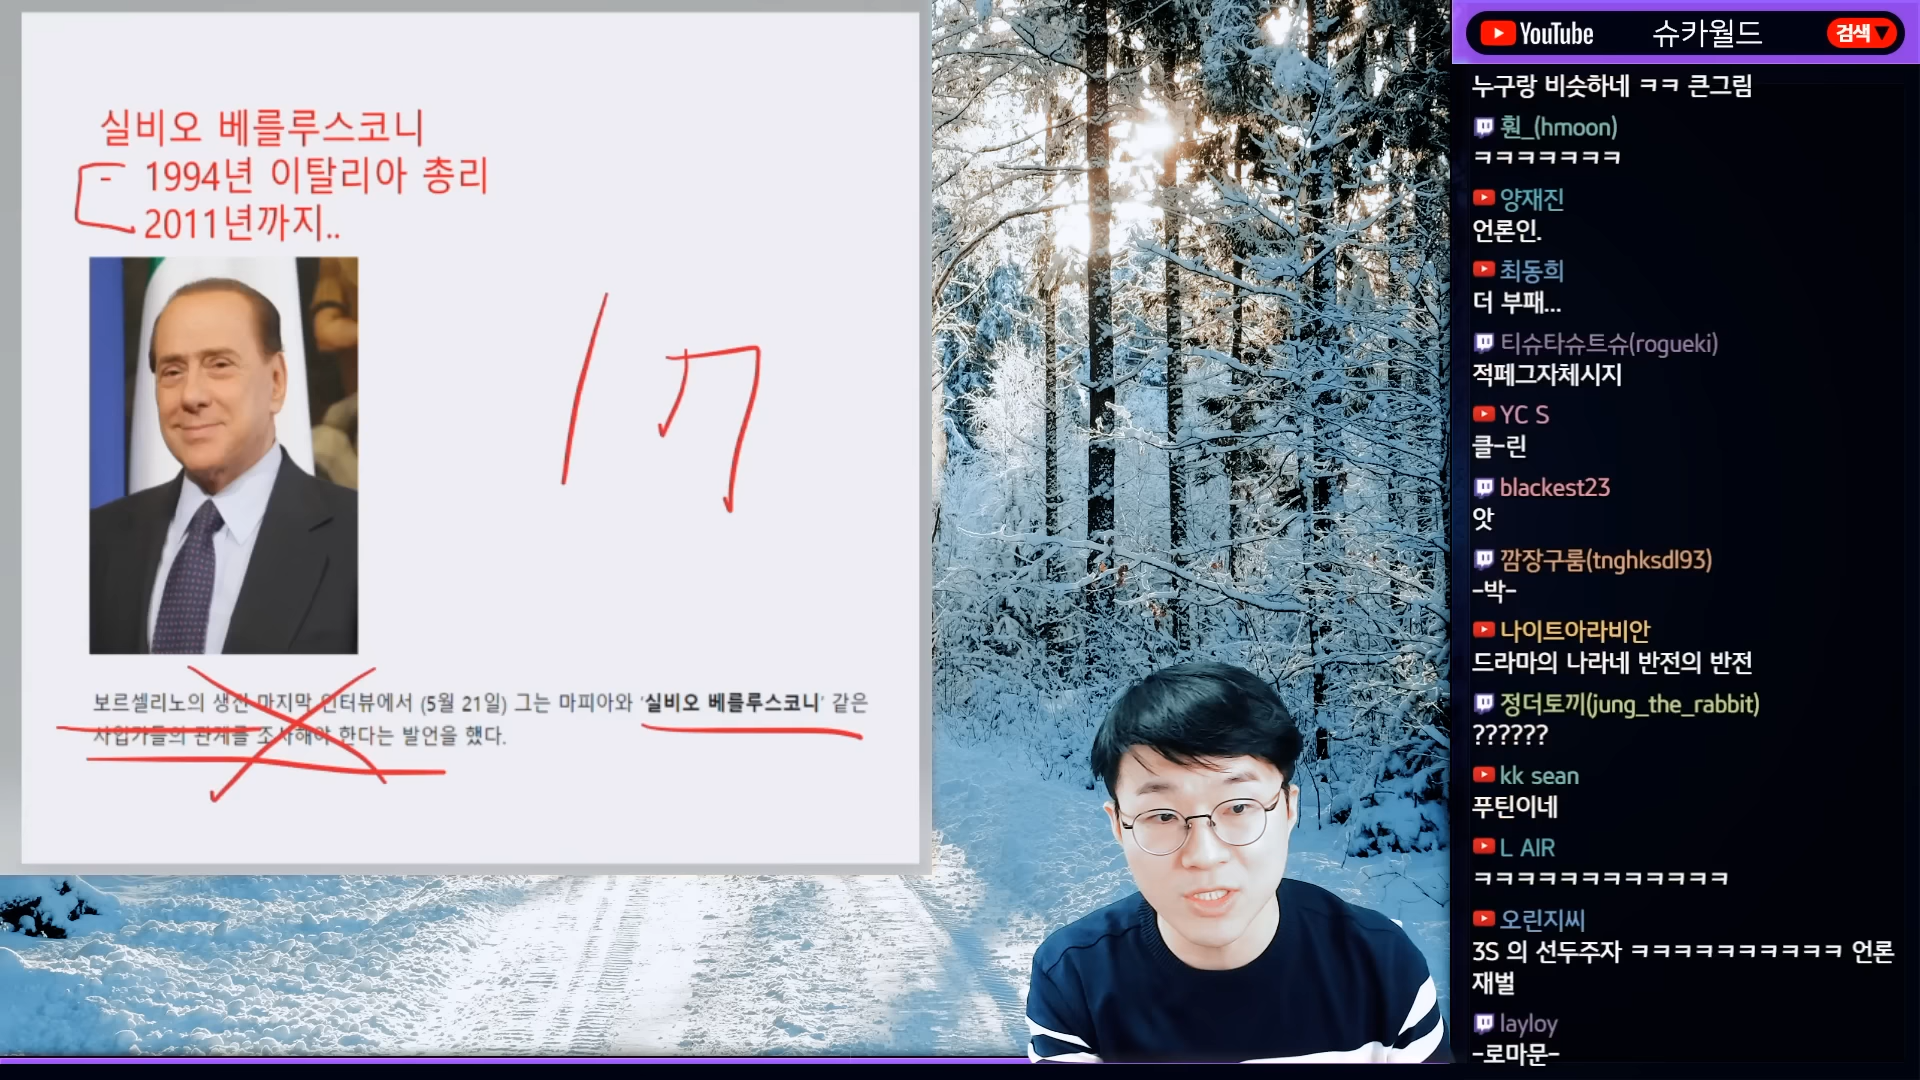 실비오 베를루스코니
- 1994년 이탈리아 총리
2011년까지..
17
보르셀리노의 생전 마지막 인터뷰에서 (5월 21일) 그는 마피아와 '실비오 베를루스코니' 같은
사업가들의 관계를 조사해야 한다는 발언을 했다.
YouTube 슈카월드 검색▼
누구랑 비슷하네 ㅋㅋ 큰그림
훤_(hmoon)
ㅋㅋㅋㅋㅋㅋㅋ
양재진
언론인.
최동희
더 부패...
티슈타슈트슈(rogueki)
적페그자체시지
YC S
클-린
blackest23
앗
깜장구룸(tnghksdl93)
-박-
나이트아라비안
드라마의 나라네 반전의 반전
정더토끼(jung_the_rabbit)
??????
kk sean
푸틴이네
L AIR
ㅋㅋㅋㅋㅋㅋㅋㅋㅋㅋㅋㅋ
오린지씨
3S 의 선두주자 ㅋㅋㅋㅋㅋㅋㅋㅋㅋㅋ 언론
재벌
layloy
-로마문-